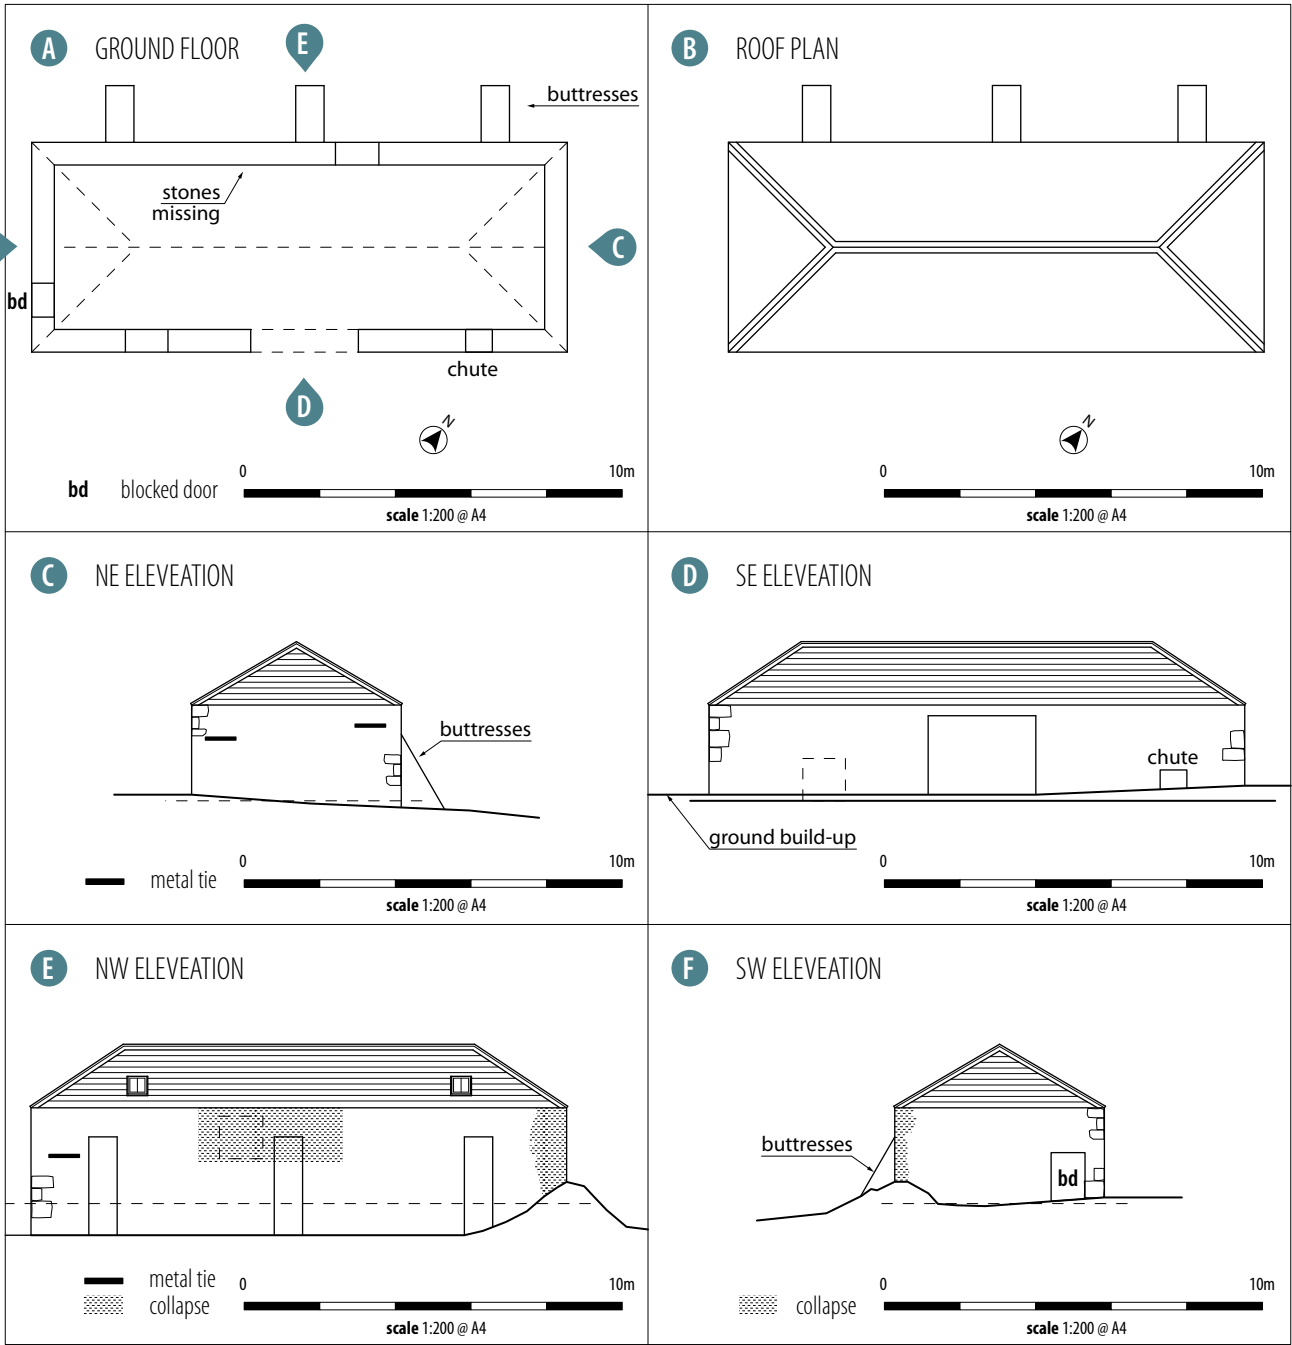 A GROUND FLOOR
E
buttresses
stones
missing
C
bd
chute
D
N
bd blocked door
0 10m
scale 1:200 @ A4
B ROOF PLAN
N
0 10m
scale 1:200 @ A4
C NE ELEVEATION
buttresses
metal tie
0 10m
scale 1:200 @ A4
D SE ELEVEATION
chute
ground build-up
0 10m
scale 1:200 @ A4
E NW ELEVEATION
metal tie
collapse
0 10m
scale 1:200 @ A4
F SW ELEVEATION
buttresses
bd
collapse
0 10m
scale 1:200 @ A4